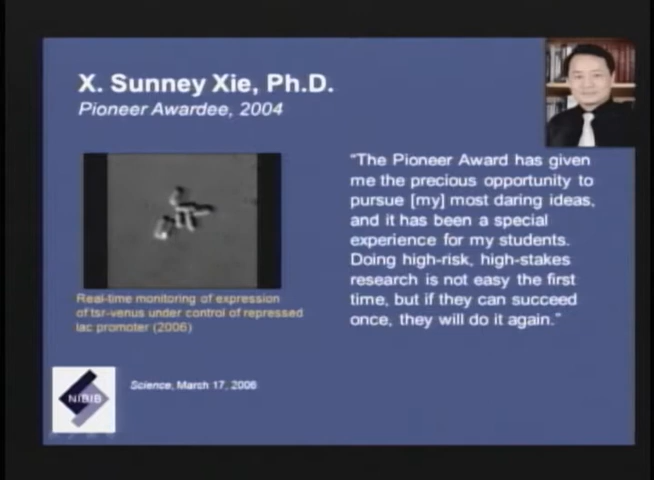 X. Sunney Xie, Ph.D.
Pioneer Awardee, 2004
"The Pioneer Award has given
me the precious opportunity to
pursue [my] most daring ideas,
and it has been a special
experience for my students.
Doing high-risk, high-stakes
research is not easy the first
time, but if they can succeed
once, they will do it again."
Real-time monitoring of expression
of tsr-venus under control of repressed
lac promoter (2006)
NIBIB
Science, March 17, 2006